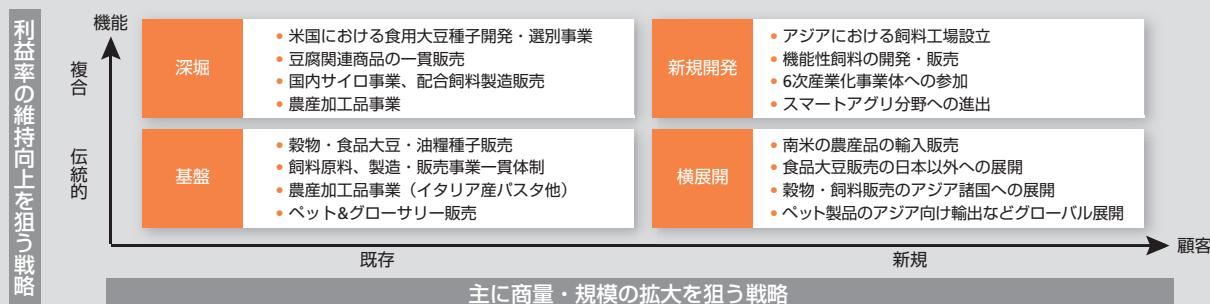 利益率の維持向上を狙う戦略
機能
複合
伝統的
深堀
• 米国における食用大豆種子開発・選別事業
• 豆腐関連商品の一貫販売
• 国内サイロ事業、配合飼料製造販売
• 農産加工品事業
新規開発
• アジアにおける飼料工場設立
• 機能性飼料の開発・販売
• 6次産業化事業体への参加
• スマートアグリ分野への進出
基盤
• 穀物・食品大豆・油糧種子販売
• 飼料原料、製造・販売事業一貫体制
• 農産加工品事業（イタリア産パスタ他）
• ペット&グローサリー販売
横展開
• 南米の農産品の輸入販売
• 食品大豆販売の日本以外への展開
• 穀物・飼料販売のアジア諸国への展開
• ペット製品のアジア向け輸出などグローバル展開
既存
新規
顧客
主に商量・規模の拡大を狙う戦略